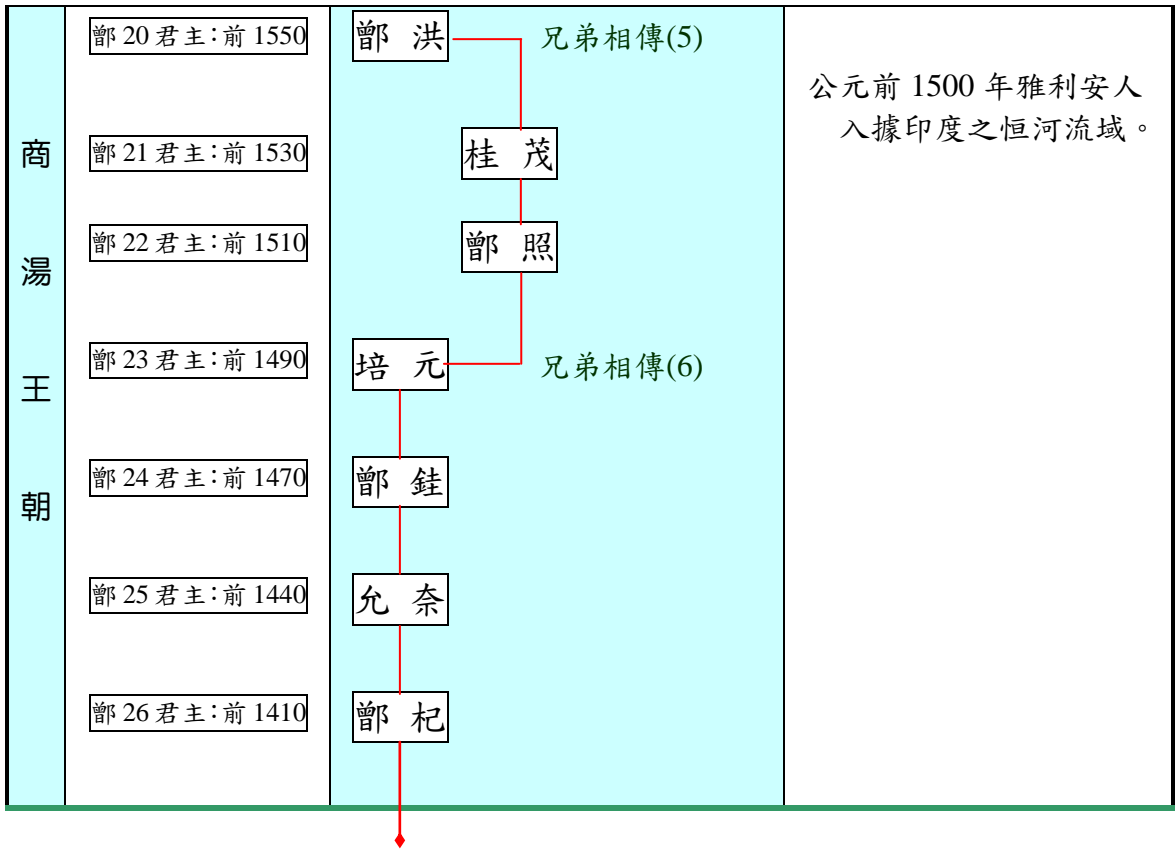 商湯王朝
鄫 20 君主：前 1550
鄫 洪
兄弟相傳(5)
公元前 1500 年雅利安人
入據印度之恒河流域。
鄫 21 君主：前 1530
桂 茂
鄫 22 君主：前 1510
鄫 照
鄫 23 君主：前 1490
培 元
兄弟相傳(6)
鄫 24 君主：前 1470
鄫 銈
鄫 25 君主：前 1440
允 奈
鄫 26 君主：前 1410
鄫 杞